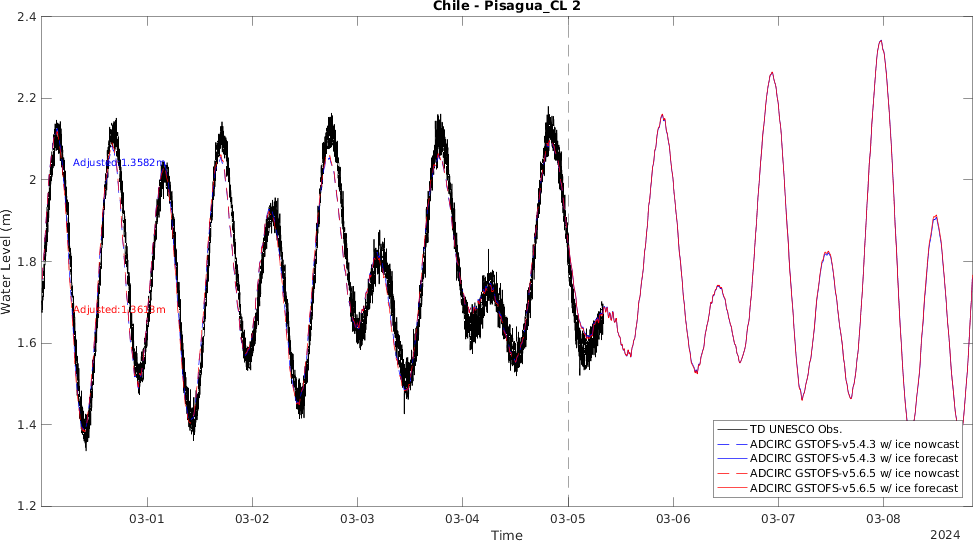 Chile - Pisagua_CL 2
2.4
2.2
2
1.8
1.6
1.4
1.2
Water Level (m)
Adjusted:1.3582m
Adjusted:1.3613m
TD UNESCO Obs.
ADCIRC GSTOFS-v5.4.3 w/ ice nowcast
ADCIRC GSTOFS-v5.4.3 w/ ice forecast
ADCIRC GSTOFS-v5.6.5 w/ ice nowcast
ADCIRC GSTOFS-v5.6.5 w/ ice forecast
03-01 03-02 03-03 03-04 03-05 03-06 03-07 03-08
Time
2024